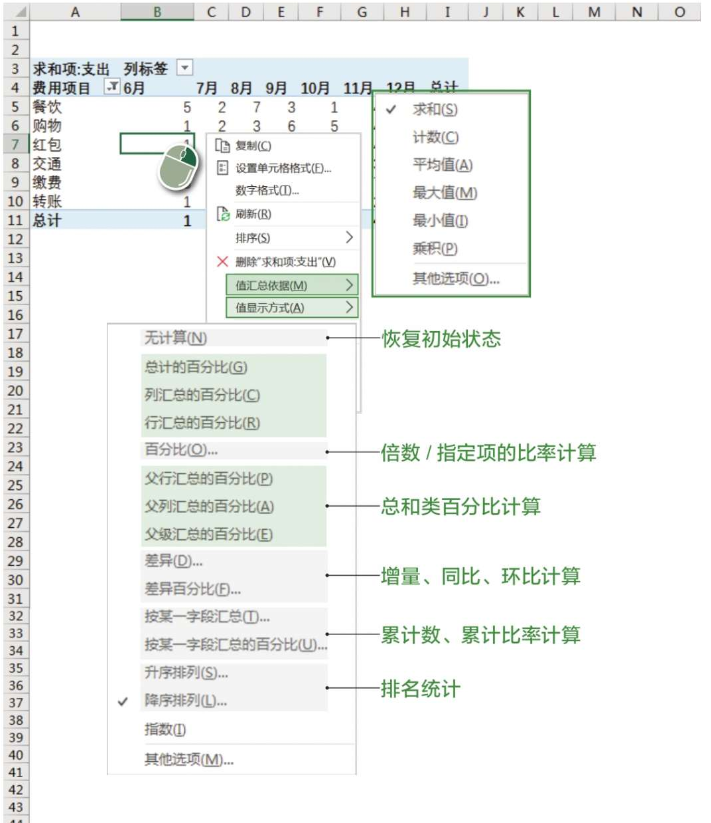 A B C D E F G H I J K L M N O
1
2
3 求和项:支出 列标签
4 费用项目 6月 7月 8月 9月 10月 11月 12月 总计
5 餐饮 5 2 7 3 1
6 购物 1 2 3 6 5
7 红包
8 交通
9 缴费
10 转账 1
11 总计 1
12
13
14
15
16
17
18
19
20
21
22
23
24
25
26
27
28
29
30
31
32
33
34
35
36
37
38
39
40
41
42
43
求和(S)
计数(C)
平均值(A)
最大值(M)
最小值(I)
乘积(P)
其他选项(O)...
复制(C)
设置单元格格式(F)...
数字格式(T)...
刷新(R)
排序(S)
删除"求和项:支出"(V)
值汇总依据(M)
值显示方式(A)
无计算(N)
恢复初始状态
总计的百分比(G)
列汇总的百分比(C)
行汇总的百分比(R)
百分比(O)...
倍数 / 指定项的比率计算
父行汇总的百分比(P)
父列汇总的百分比(A)
总和类百分比计算
父级汇总的百分比(E)
差异(D)...
增量、同比、环比计算
差异百分比(F)...
按某一字段汇总(T)...
累计数、累计比率计算
按某一字段汇总的百分比(U)...
升序排列(S)...
排名统计
降序排列(L)...
指数(I)
其他选项(M)...